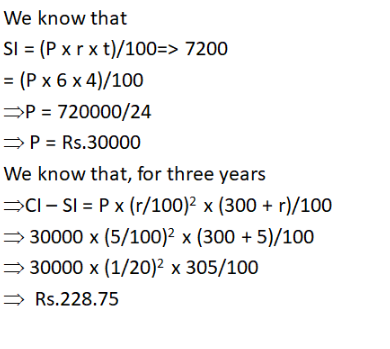 We know that
SI = (P x r x t)/100=> 7200
= (P x 6 x 4)/100
⇒P = 720000/24
⇒ P = Rs.30000
We know that, for three years
⇒CI – SI = P x (r/100)² x (300 + r)/100
⇒ 30000 x (5/100)² x (300 + 5)/100
⇒ 30000 x (1/20)² x 305/100
⇒ Rs.228.75